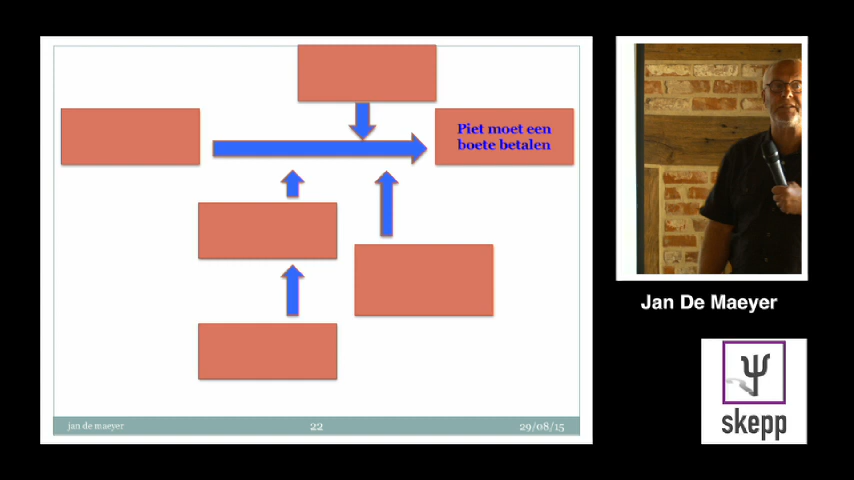 Piet moet een
boete betalen
jan de maeyer
22
29/08/15
Jan De Maeyer
skepp